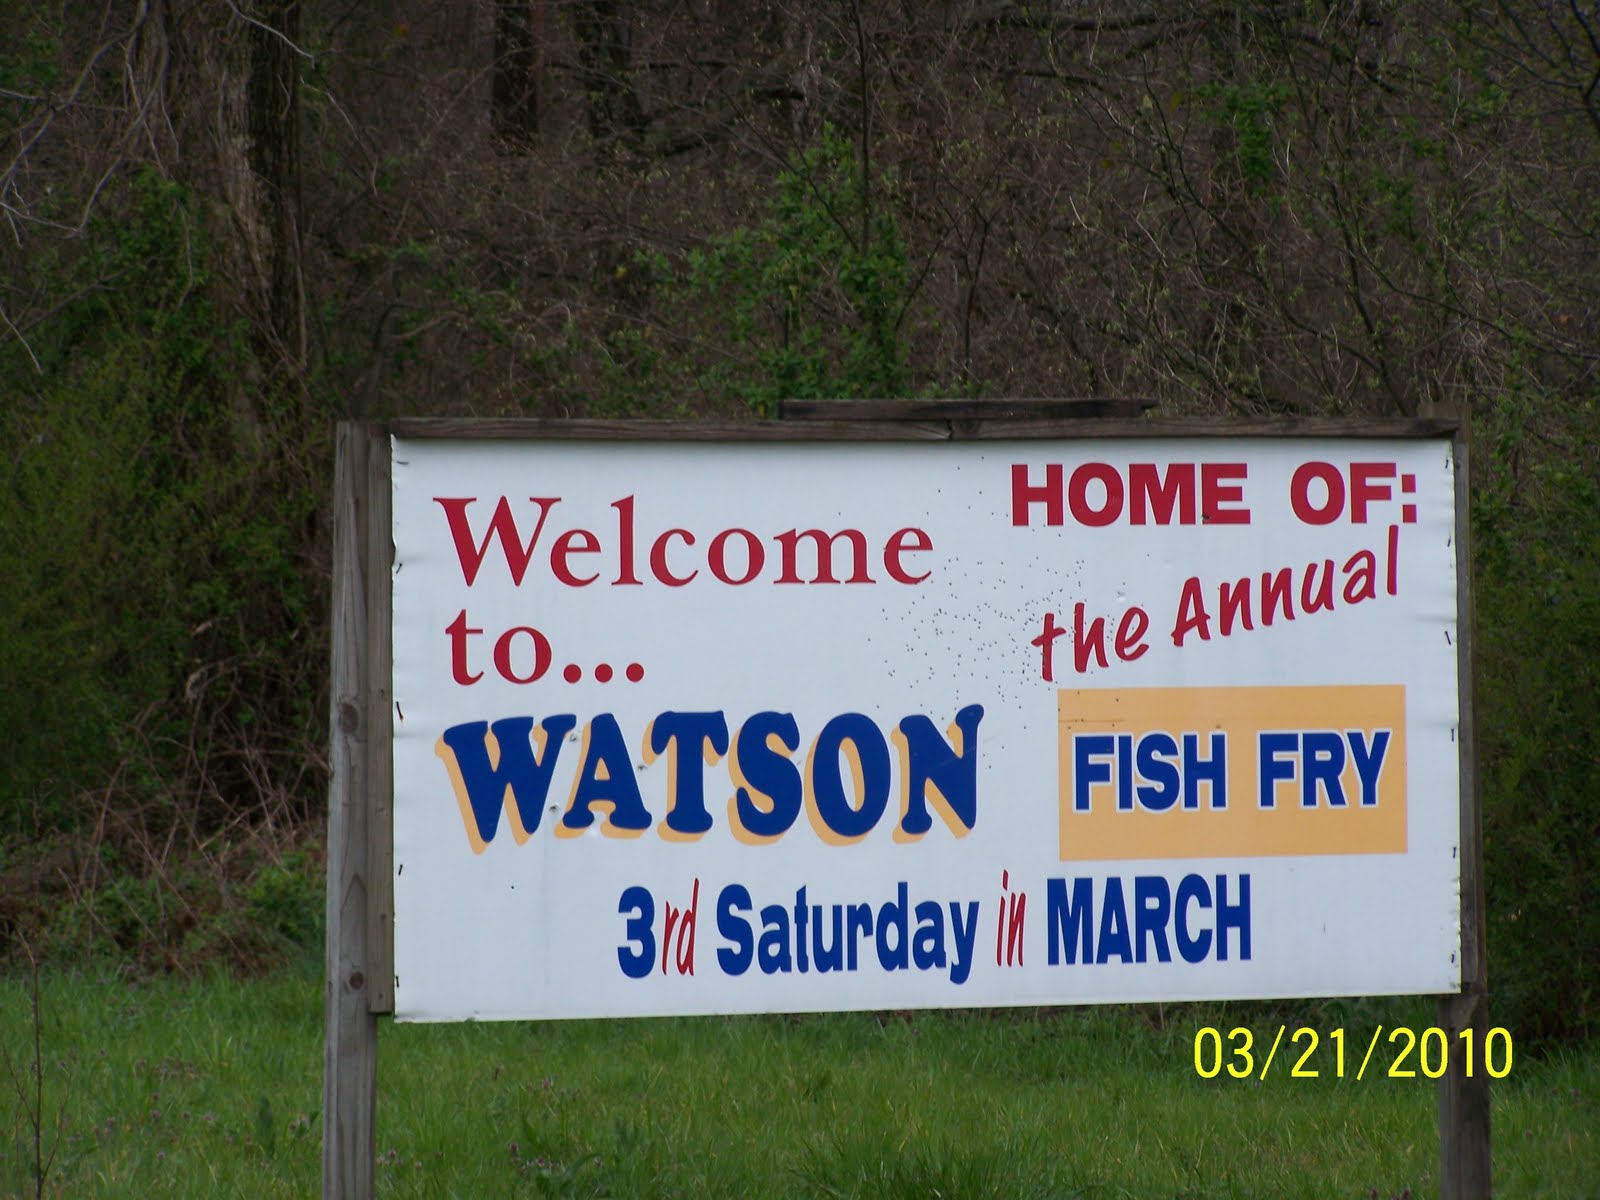 Welcome
to...
WATSON
HOME OF:
the Annual
FISH FRY
3rd Saturday in MARCH
03/21/2010